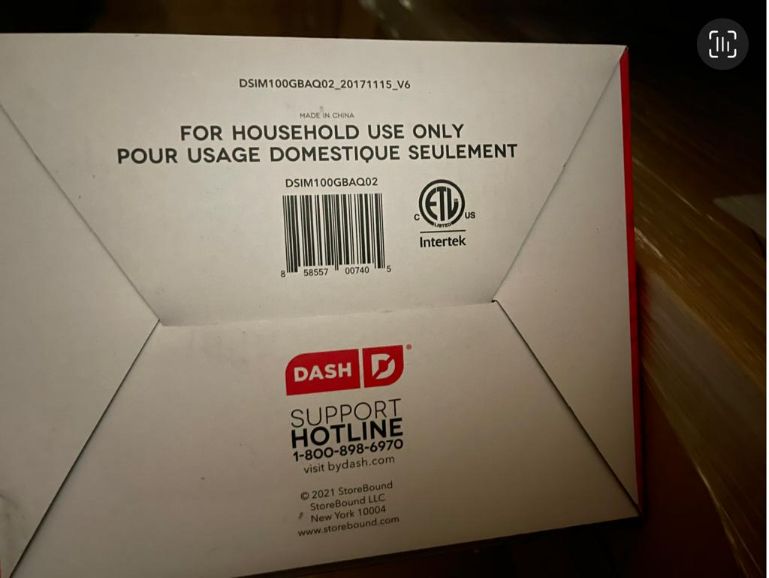 DSIM100GBAQ02_20171115_V6
MADE IN CHINA
FOR HOUSEHOLD USE ONLY
POUR USAGE DOMESTIQUE SEULEMENT
DSIM100GBAQ02
C ETL US
LISTED
Intertek
8 58557 00740 5
DASH D ®
SUPPORT
HOTLINE
1-800-898-6970
visit bydash.com
© 2021 StoreBound
StoreBound LLC
New York 10004
www.storebound.com